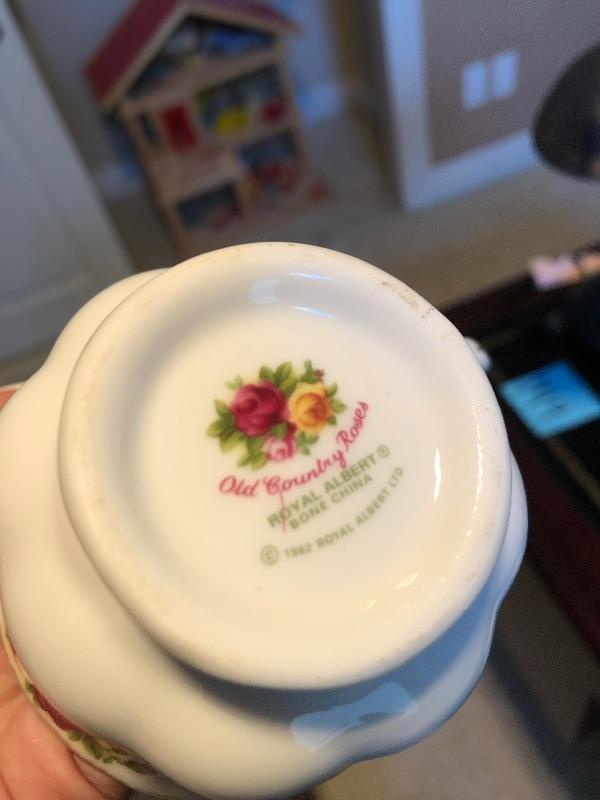 Old Country Roses
ROYAL ALBERT®
BONE CHINA
© 1962 ROYAL ALBERT LTD